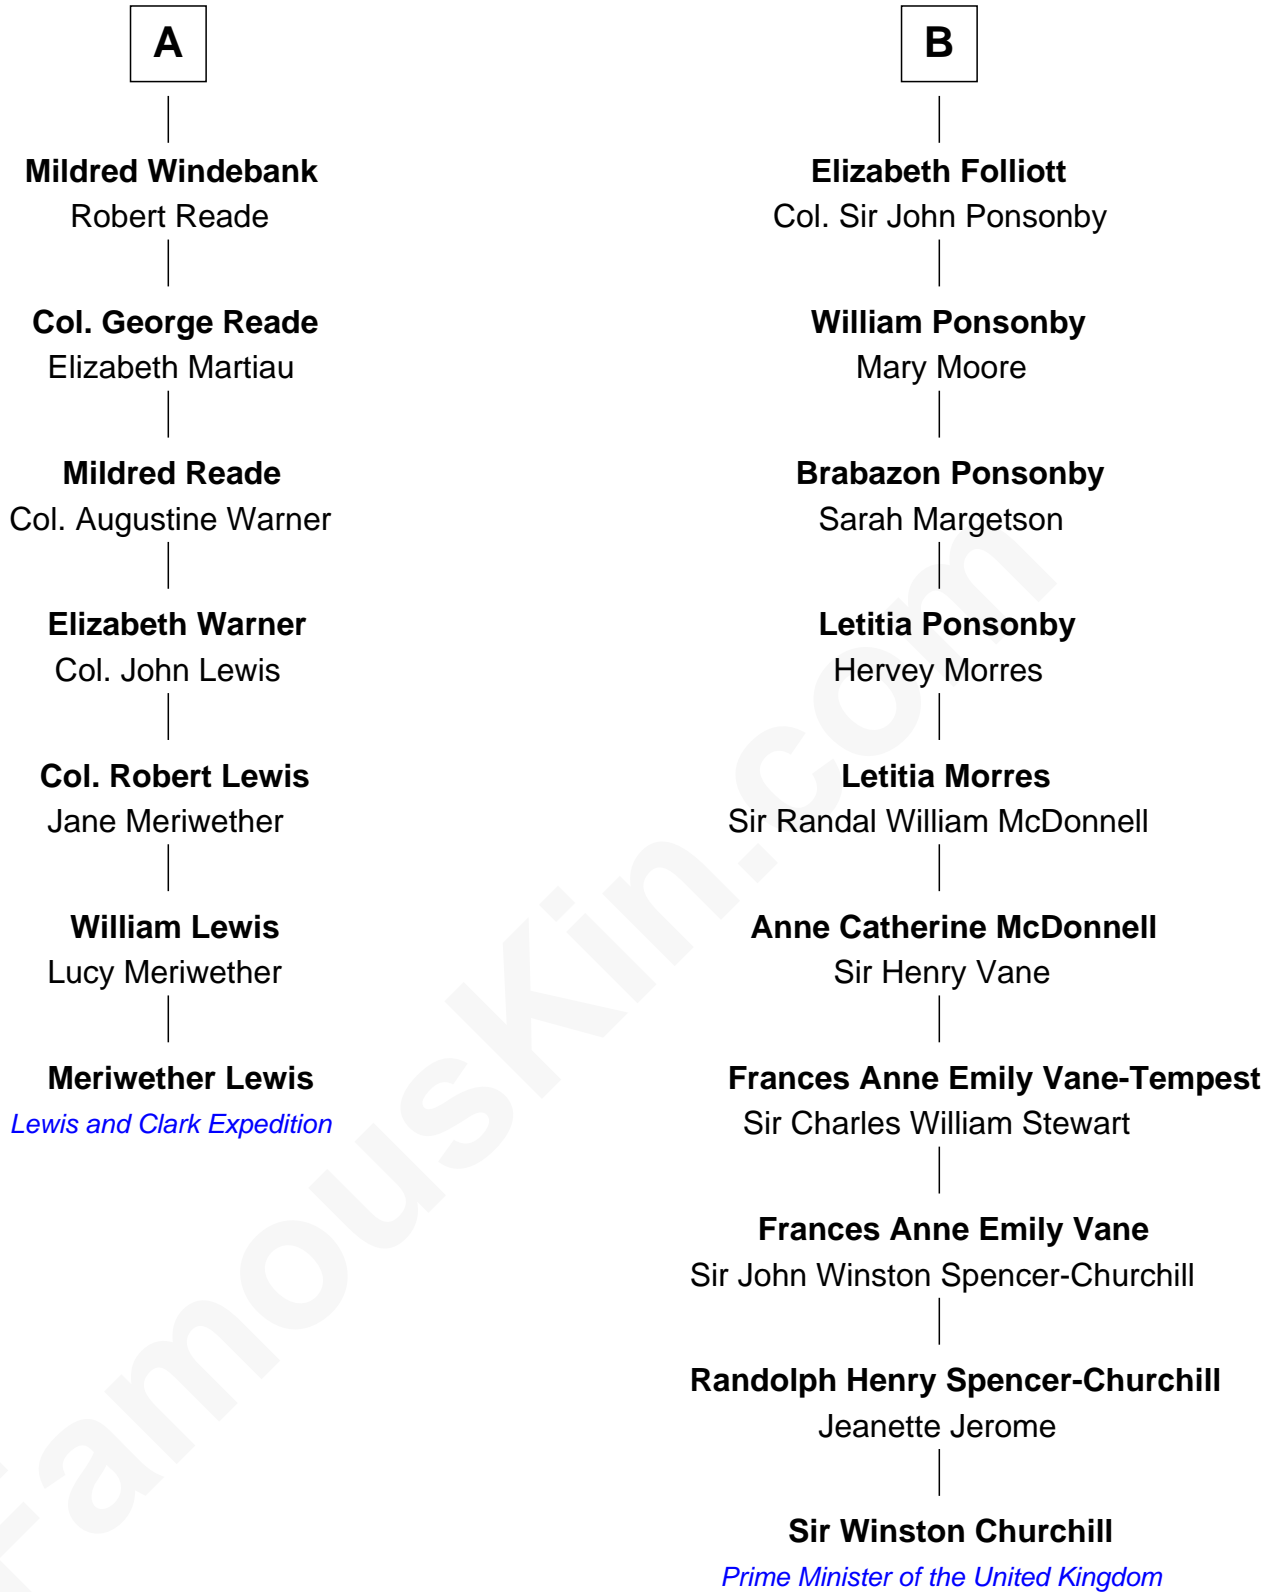 A
Mildred Windebank
Robert Reade
Col. George Reade
Elizabeth Martiau
Mildred Reade
Col. Augustine Warner
Elizabeth Warner
Col. John Lewis
Col. Robert Lewis
Jane Meriwether
William Lewis
Lucy Meriwether
Meriwether Lewis
Lewis and Clark Expedition
B
Elizabeth Folliott
Col. Sir John Ponsonby
William Ponsonby
Mary Moore
Brabazon Ponsonby
Sarah Margetson
Letitia Ponsonby
Hervey Morres
Letitia Morres
Sir Randal William McDonnell
Anne Catherine McDonnell
Sir Henry Vane
Frances Anne Emily Vane-Tempest
Sir Charles William Stewart
Frances Anne Emily Vane
Sir John Winston Spencer-Churchill
Randolph Henry Spencer-Churchill
Jeanette Jerome
Sir Winston Churchill
Prime Minister of the United Kingdom
FamousKin.com